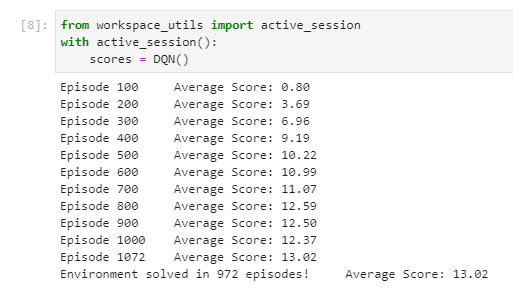 [8]: from workspace_utils import active_session
with active_session():
    scores = DQN()
Episode 100     Average Score: 0.80
Episode 200     Average Score: 3.69
Episode 300     Average Score: 6.96
Episode 400     Average Score: 9.19
Episode 500     Average Score: 10.22
Episode 600     Average Score: 10.99
Episode 700     Average Score: 11.07
Episode 800     Average Score: 12.59
Episode 900     Average Score: 12.50
Episode 1000    Average Score: 12.37
Episode 1072    Average Score: 13.02
Environment solved in 972 episodes!     Average Score: 13.02